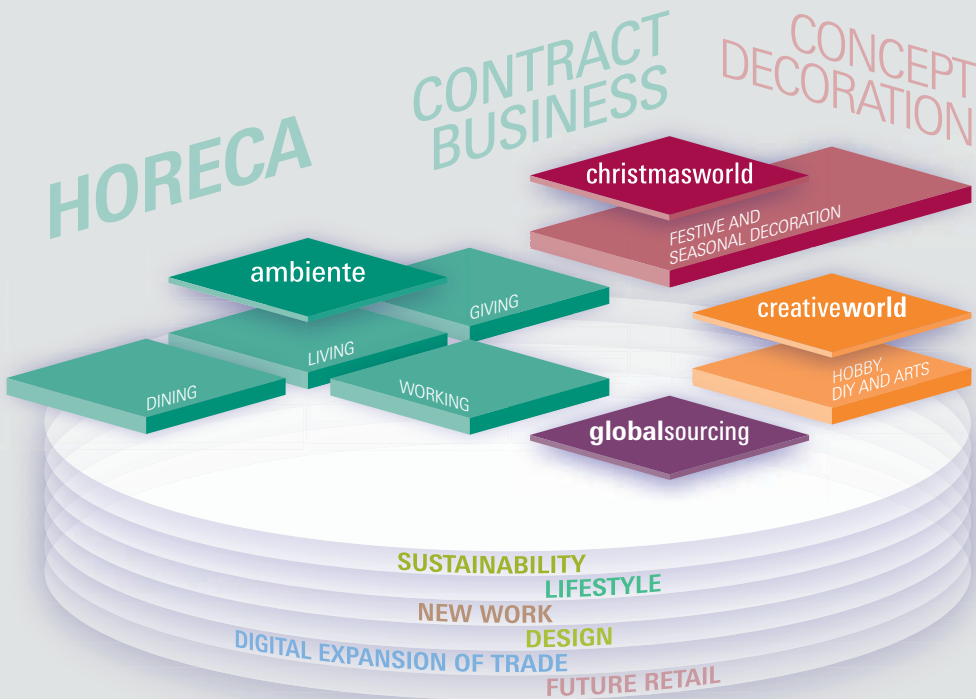 HORECA
CONTRACT
BUSINESS
CONCEPT
DECORATION
christmasworld
FESTIVE AND
SEASONAL DECORATION
ambiente
GIVING
LIVING
DINING
WORKING
creativeworld
HOBBY,
DIY AND ARTS
globalsourcing
SUSTAINABILITY
LIFESTYLE
NEW WORK
DESIGN
DIGITAL EXPANSION OF TRADE
FUTURE RETAIL